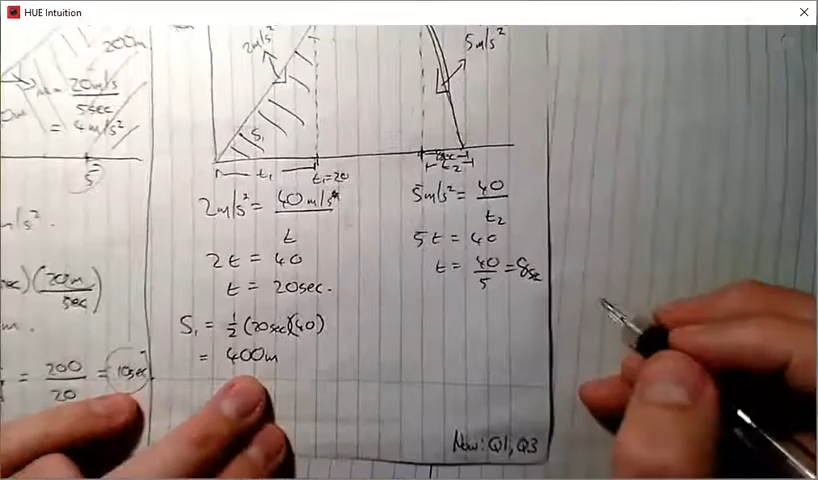 HUE Intuition
200m
20m/s
5sec
= 4m/s²
5
m/s².
sec) (20m/5sec)
m.
= 200/20 = 10sec
2m/s²
S₁
t₁
t₁=20
2m/s² = 40m/s / t
2t = 40
t = 20sec.
S₁ = ½ (20sec)(40)
= 400m
5m/s²
t₂
5m/s² = 40/t₂
5t = 40
t = 40/5 = 8sec
Now: Q1, Q3